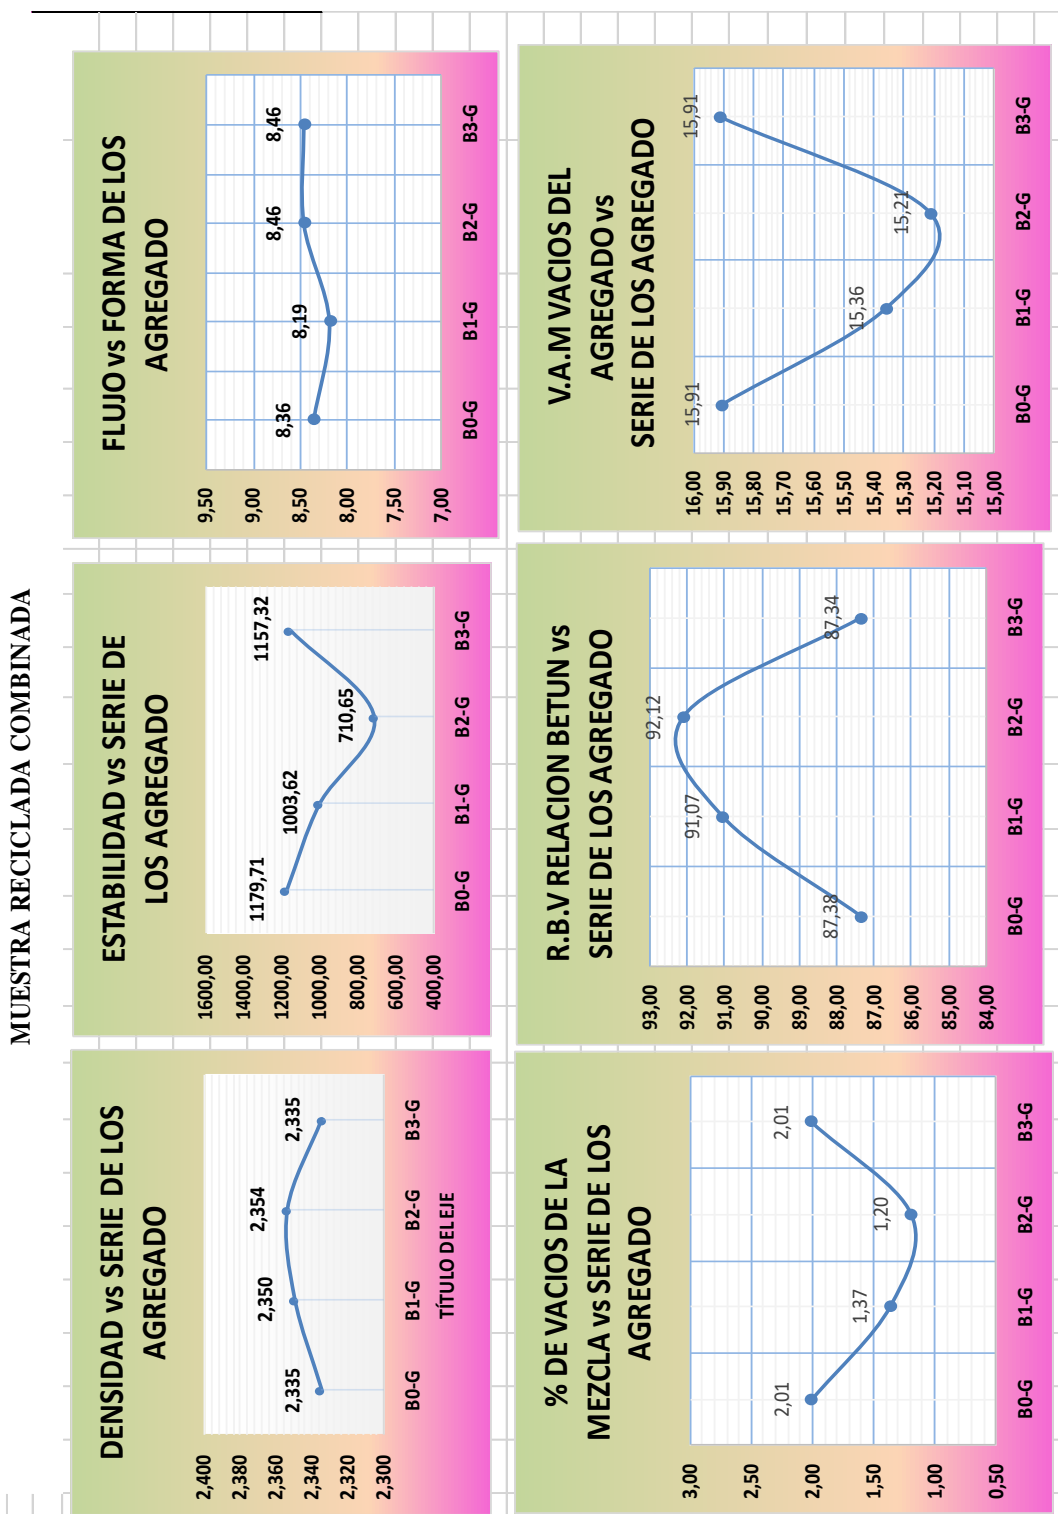 MUESTRA RECICLADA COMBINADA
DENSIDAD vs SERIE DE LOS
AGREGADO
2,400
2,380
2,360
2,340
2,320
2,300
2,335
2,350
2,354
2,335
B0-G
B1-G
B2-G
B3-G
TÍTULO DEL EJE
ESTABILIDAD vs SERIE DE
LOS AGREGADO
1600,00
1400,00
1200,00
1000,00
800,00
600,00
400,00
1179,71
1003,62
710,65
1157,32
B0-G
B1-G
B2-G
B3-G
FLUJO vs FORMA DE LOS
AGREGADO
9,50
9,00
8,50
8,00
7,50
7,00
8,36
8,19
8,46
8,46
B0-G
B1-G
B2-G
B3-G
% DE VACIOS DE LA
MEZCLA vs SERIE DE LOS
AGREGADO
3,00
2,50
2,00
1,50
1,00
0,50
2,01
1,37
1,20
2,01
B0-G
B1-G
B2-G
B3-G
R.B.V RELACION BETUN vs
SERIE DE LOS AGREGADO
93,00
92,00
91,00
90,00
89,00
88,00
87,00
86,00
85,00
84,00
87,38
91,07
92,12
87,34
B0-G
B1-G
B2-G
B3-G
V.A.M VACIOS DEL
AGREGADO vs
SERIE DE LOS AGREGADO
16,00
15,90
15,80
15,70
15,60
15,50
15,40
15,30
15,20
15,10
15,00
15,91
15,36
15,21
15,91
B0-G
B1-G
B2-G
B3-G